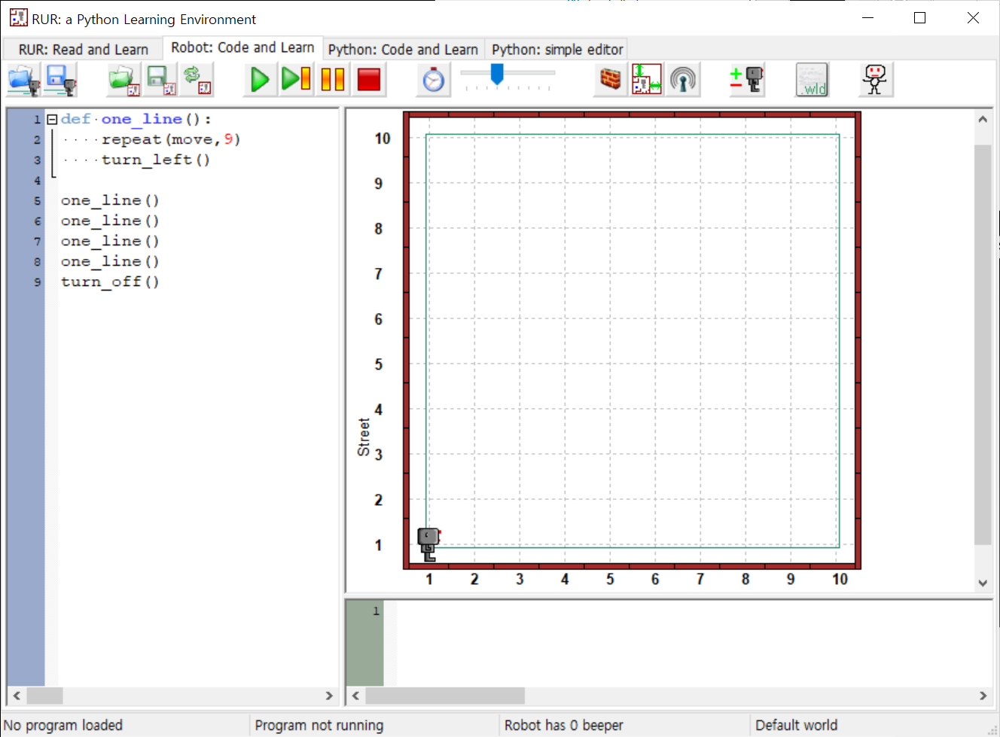 RUR: a Python Learning Environment
RUR: Read and Learn Robot: Code and Learn Python: Code and Learn Python: simple editor
.wld
1 def one_line():
2 repeat(move,9)
3 turn_left()
4
5 one_line()
6 one_line()
7 one_line()
8 one_line()
9 turn_off()
10
9
8
7
6
5
4
Street
3
2
1
1 2 3 4 5 6 7 8 9 10
1
No program loaded Program not running Robot has 0 beeper Default world